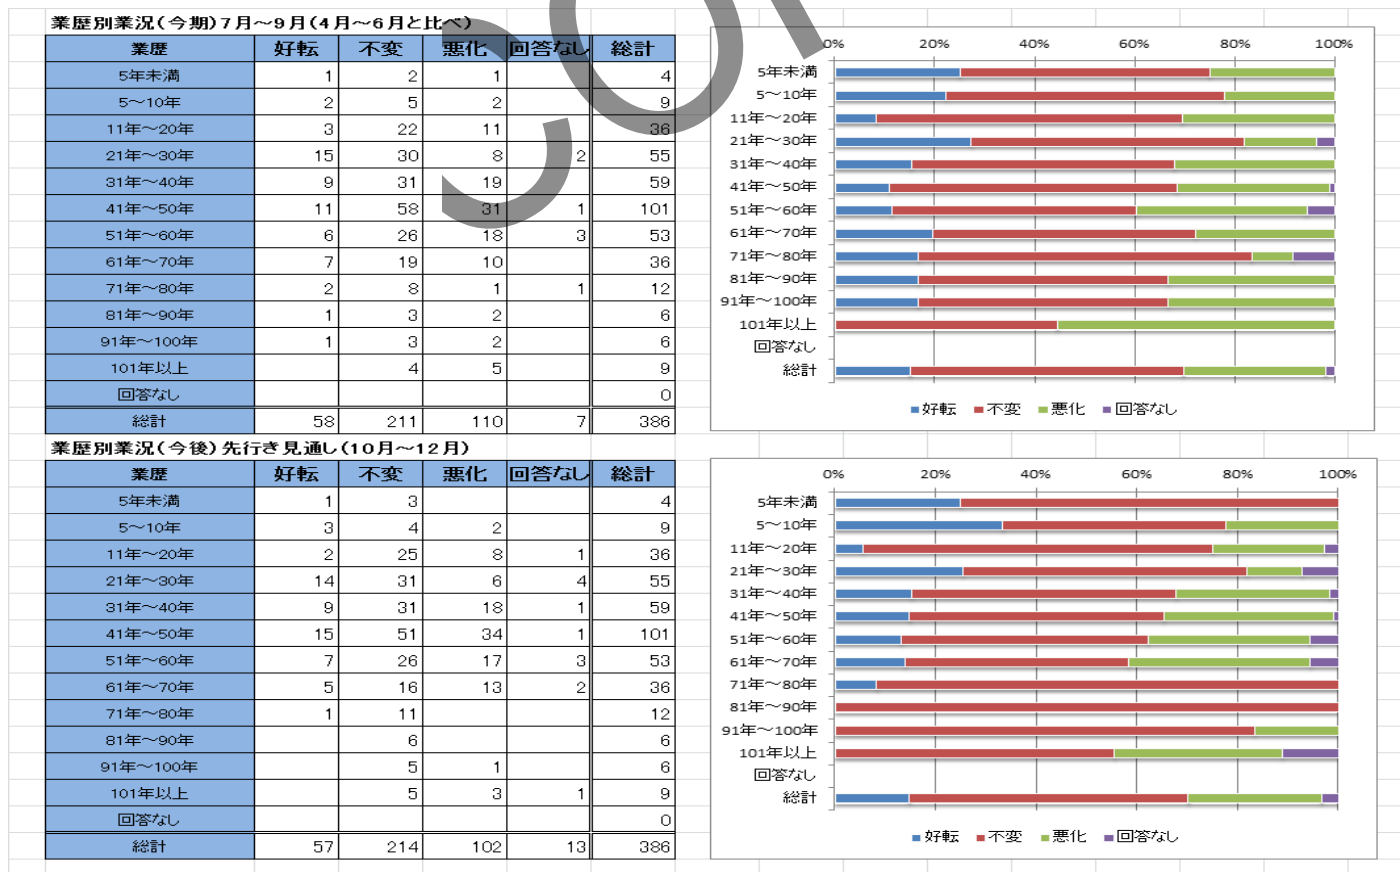 業歴別業況(今期)7月～9月(4月～6月と比べ)
業歴 好転 不変 悪化 回答なし 総計
5年未満 1 2 1 4
5～10年 2 5 2 9
11年～20年 3 22 11 36
21年～30年 15 30 8 2 55
31年～40年 9 31 19 59
41年～50年 11 58 31 1 101
51年～60年 6 26 18 3 53
61年～70年 7 19 10 36
71年～80年 2 8 1 1 12
81年～90年 1 3 2 6
91年～100年 1 3 2 6
101年以上 4 5 9
回答なし 0
総計 58 211 110 7 386
0% 20% 40% 60% 80% 100%
5年未満
5～10年
11年～20年
21年～30年
31年～40年
41年～50年
51年～60年
61年～70年
71年～80年
81年～90年
91年～100年
101年以上
回答なし
総計
好転 不変 悪化 回答なし
業歴別業況(今後)先行き見通し(10月～12月)
業歴 好転 不変 悪化 回答なし 総計
5年未満 1 3 4
5～10年 3 4 2 9
11年～20年 2 25 8 1 36
21年～30年 14 31 6 4 55
31年～40年 9 31 18 1 59
41年～50年 15 51 34 1 101
51年～60年 7 26 17 3 53
61年～70年 5 16 13 2 36
71年～80年 1 11 12
81年～90年 6 6
91年～100年 5 1 6
101年以上 5 3 1 9
回答なし 0
総計 57 214 102 13 386
0% 20% 40% 60% 80% 100%
5年未満
5～10年
11年～20年
21年～30年
31年～40年
41年～50年
51年～60年
61年～70年
71年～80年
81年～90年
91年～100年
101年以上
回答なし
総計
好転 不変 悪化 回答なし